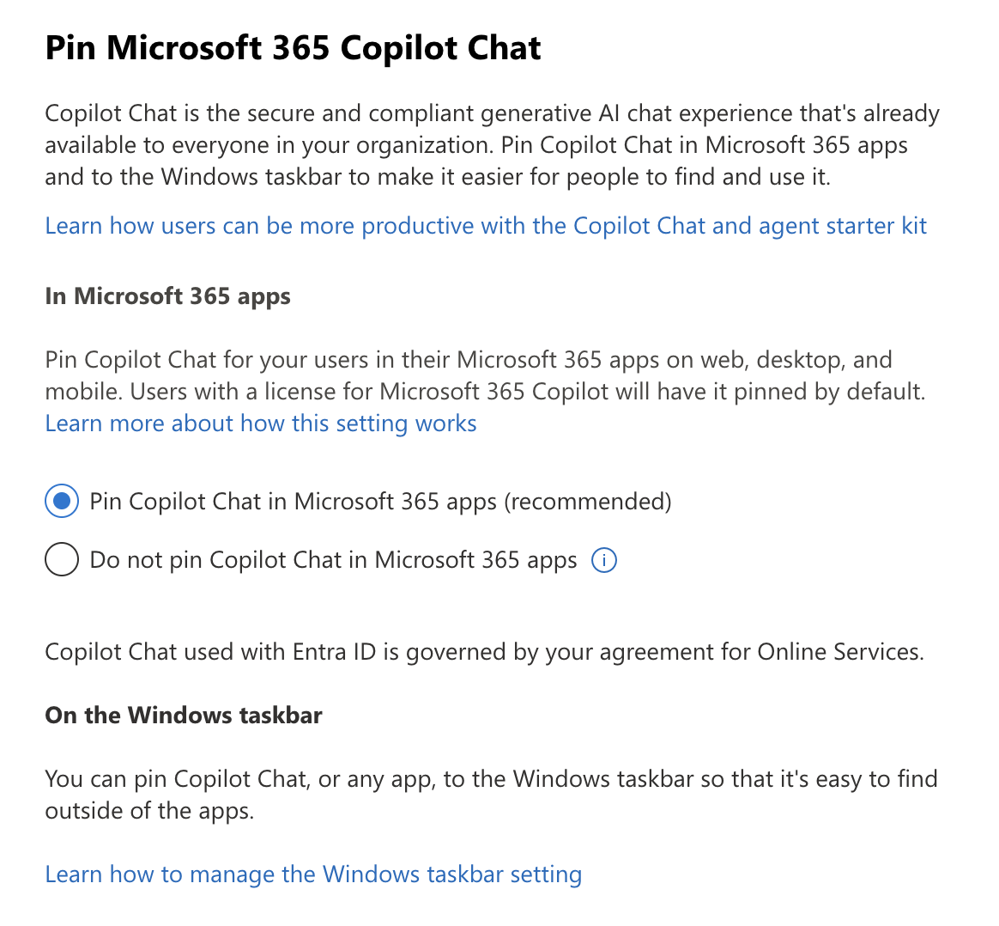 Pin Microsoft 365 Copilot Chat
Copilot Chat is the secure and compliant generative AI chat experience that's already
available to everyone in your organization. Pin Copilot Chat in Microsoft 365 apps
and to the Windows taskbar to make it easier for people to find and use it.
Learn how users can be more productive with the Copilot Chat and agent starter kit
In Microsoft 365 apps
Pin Copilot Chat for your users in their Microsoft 365 apps on web, desktop, and
mobile. Users with a license for Microsoft 365 Copilot will have it pinned by default.
Learn more about how this setting works
Pin Copilot Chat in Microsoft 365 apps (recommended)
Do not pin Copilot Chat in Microsoft 365 apps
Copilot Chat used with Entra ID is governed by your agreement for Online Services.
On the Windows taskbar
You can pin Copilot Chat, or any app, to the Windows taskbar so that it's easy to find
outside of the apps.
Learn how to manage the Windows taskbar setting